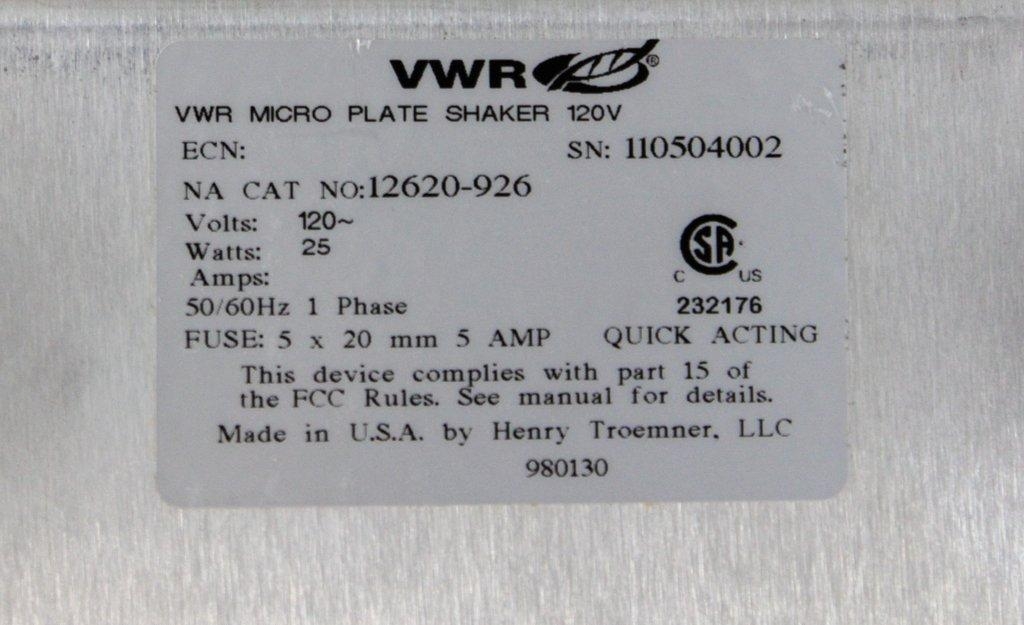 VWR®
VWR MICRO PLATE SHAKER 120V
ECN: SN: 110504002
NA CAT NO:12620-926
Volts: 120~
Watts: 25
Amps:
50/60Hz 1 Phase
CSA
C US
232176
FUSE: 5 x 20 mm 5 AMP QUICK ACTING
This device complies with part 15 of
the FCC Rules. See manual for details.
Made in U.S.A. by Henry Troemner, LLC
980130